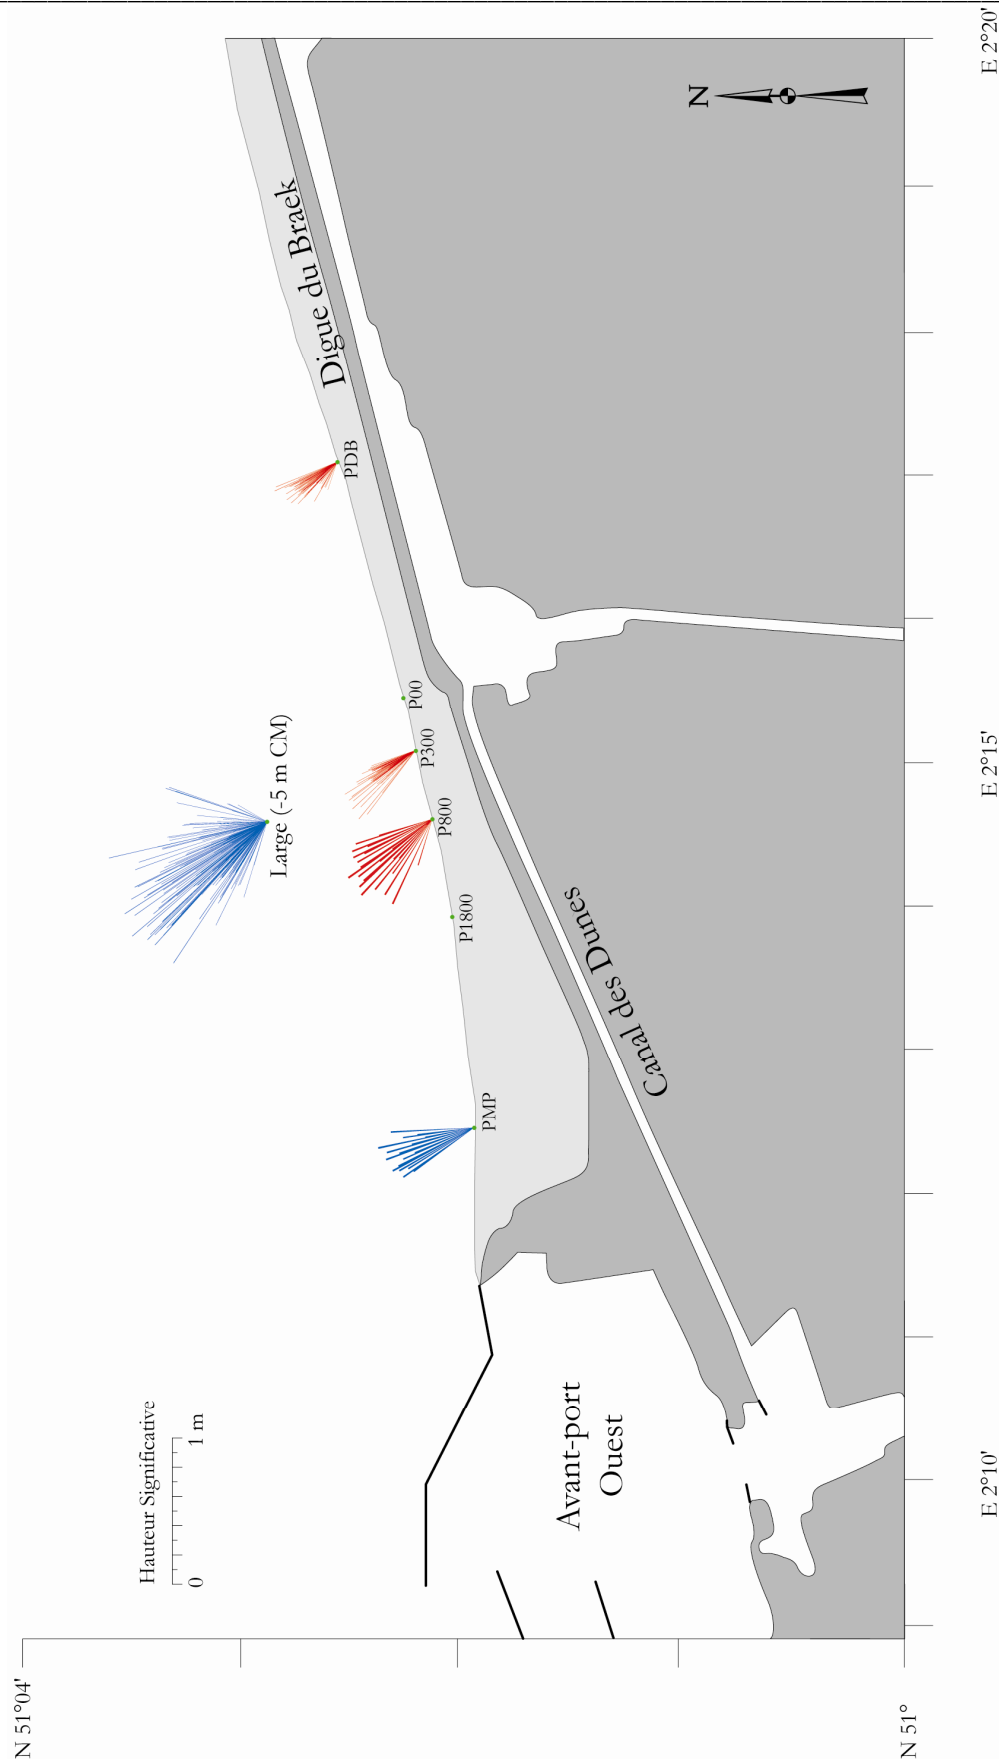 N 51°04'
N 51°
Hauteur Significative
0
1 m
Large (-5 m CM)
PMP
P1800
P800
P300
P00
PDB
Digue du Braek
Canal des Dunes
Avant-port
Ouest
N
E 2°10'
E 2°15'
E 2°20'